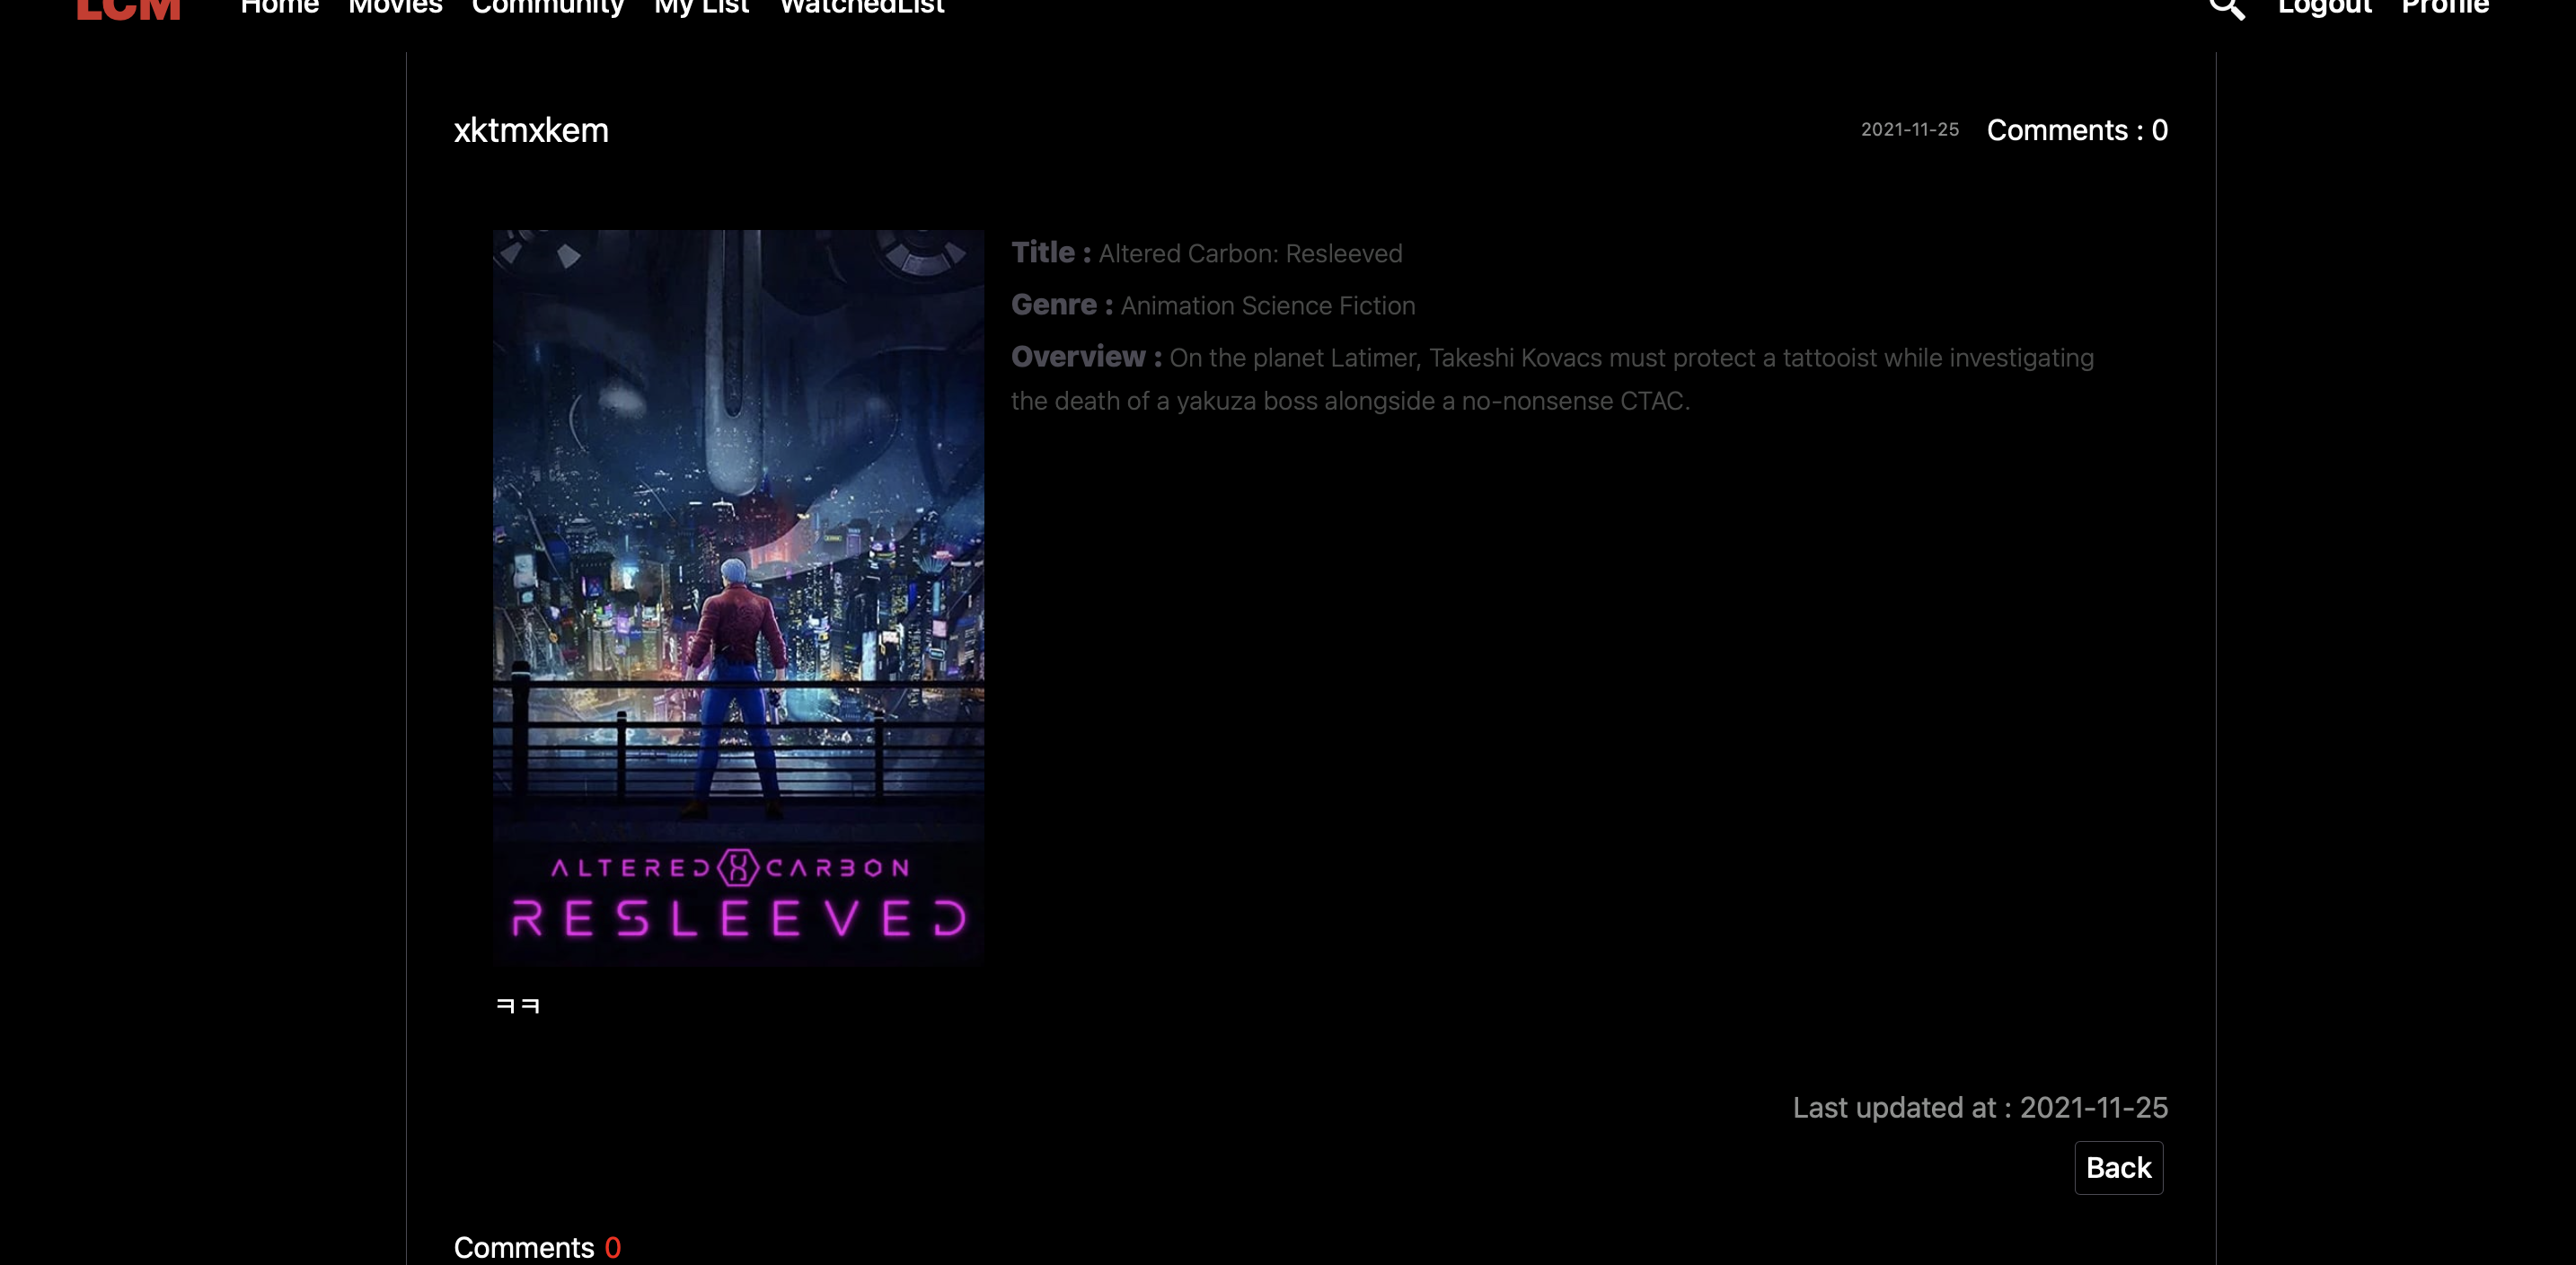 LCM Home Movies Community My List WatchedList Logout Profile
xktmxkem 2021-11-25 Comments : 0
Title : Altered Carbon: Resleeved
Genre : Animation Science Fiction
Overview : On the planet Latimer, Takeshi Kovacs must protect a tattooist while investigating
the death of a yakuza boss alongside a no-nonsense CTAC.
ALTERED CARBON
RESLEEVED
ㅋㅋ
Last updated at : 2021-11-25
Back
Comments 0